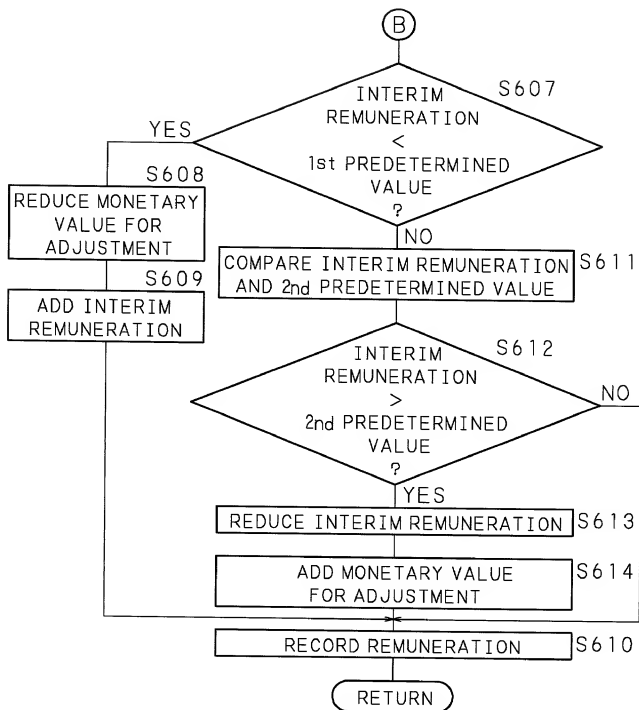 B
S607
INTERIM
REMUNERATION
<
1st PREDETERMINED
VALUE
?
YES
NO
S608
REDUCE MONETARY
VALUE FOR
ADJUSTMENT
S609
ADD INTERIM
REMUNERATION
COMPARE INTERIM REMUNERATION
AND 2nd PREDETERMINED VALUE
S611
S612
INTERIM
REMUNERATION
>
2nd PREDETERMINED
VALUE
?
NO
YES
REDUCE INTERIM REMUNERATION
S613
ADD MONETARY VALUE
FOR ADJUSTMENT
S614
RECORD REMUNERATION
S610
RETURN